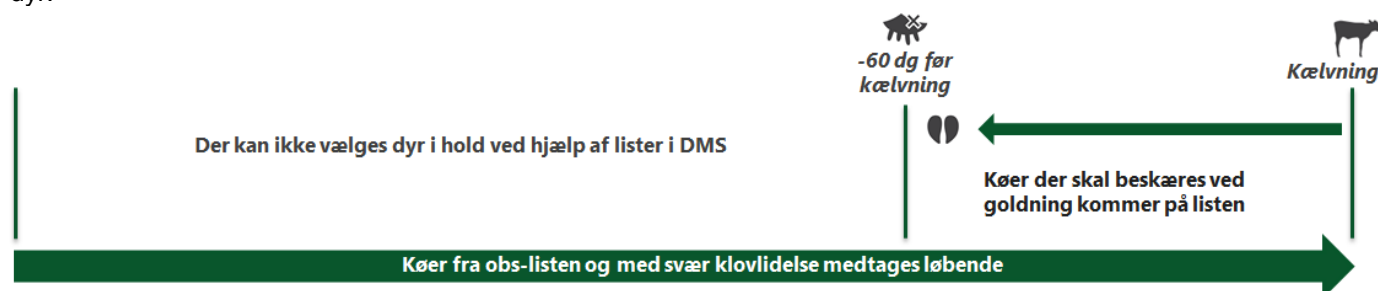 -60 dg før
kælvning
Kælvning
Der kan ikke vælges dyr i hold ved hjælp af lister i DMS
Køer der skal beskæres ved
goldning kommer på listen
Køer fra obs-listen og med svær klovlidelse medtages løbende